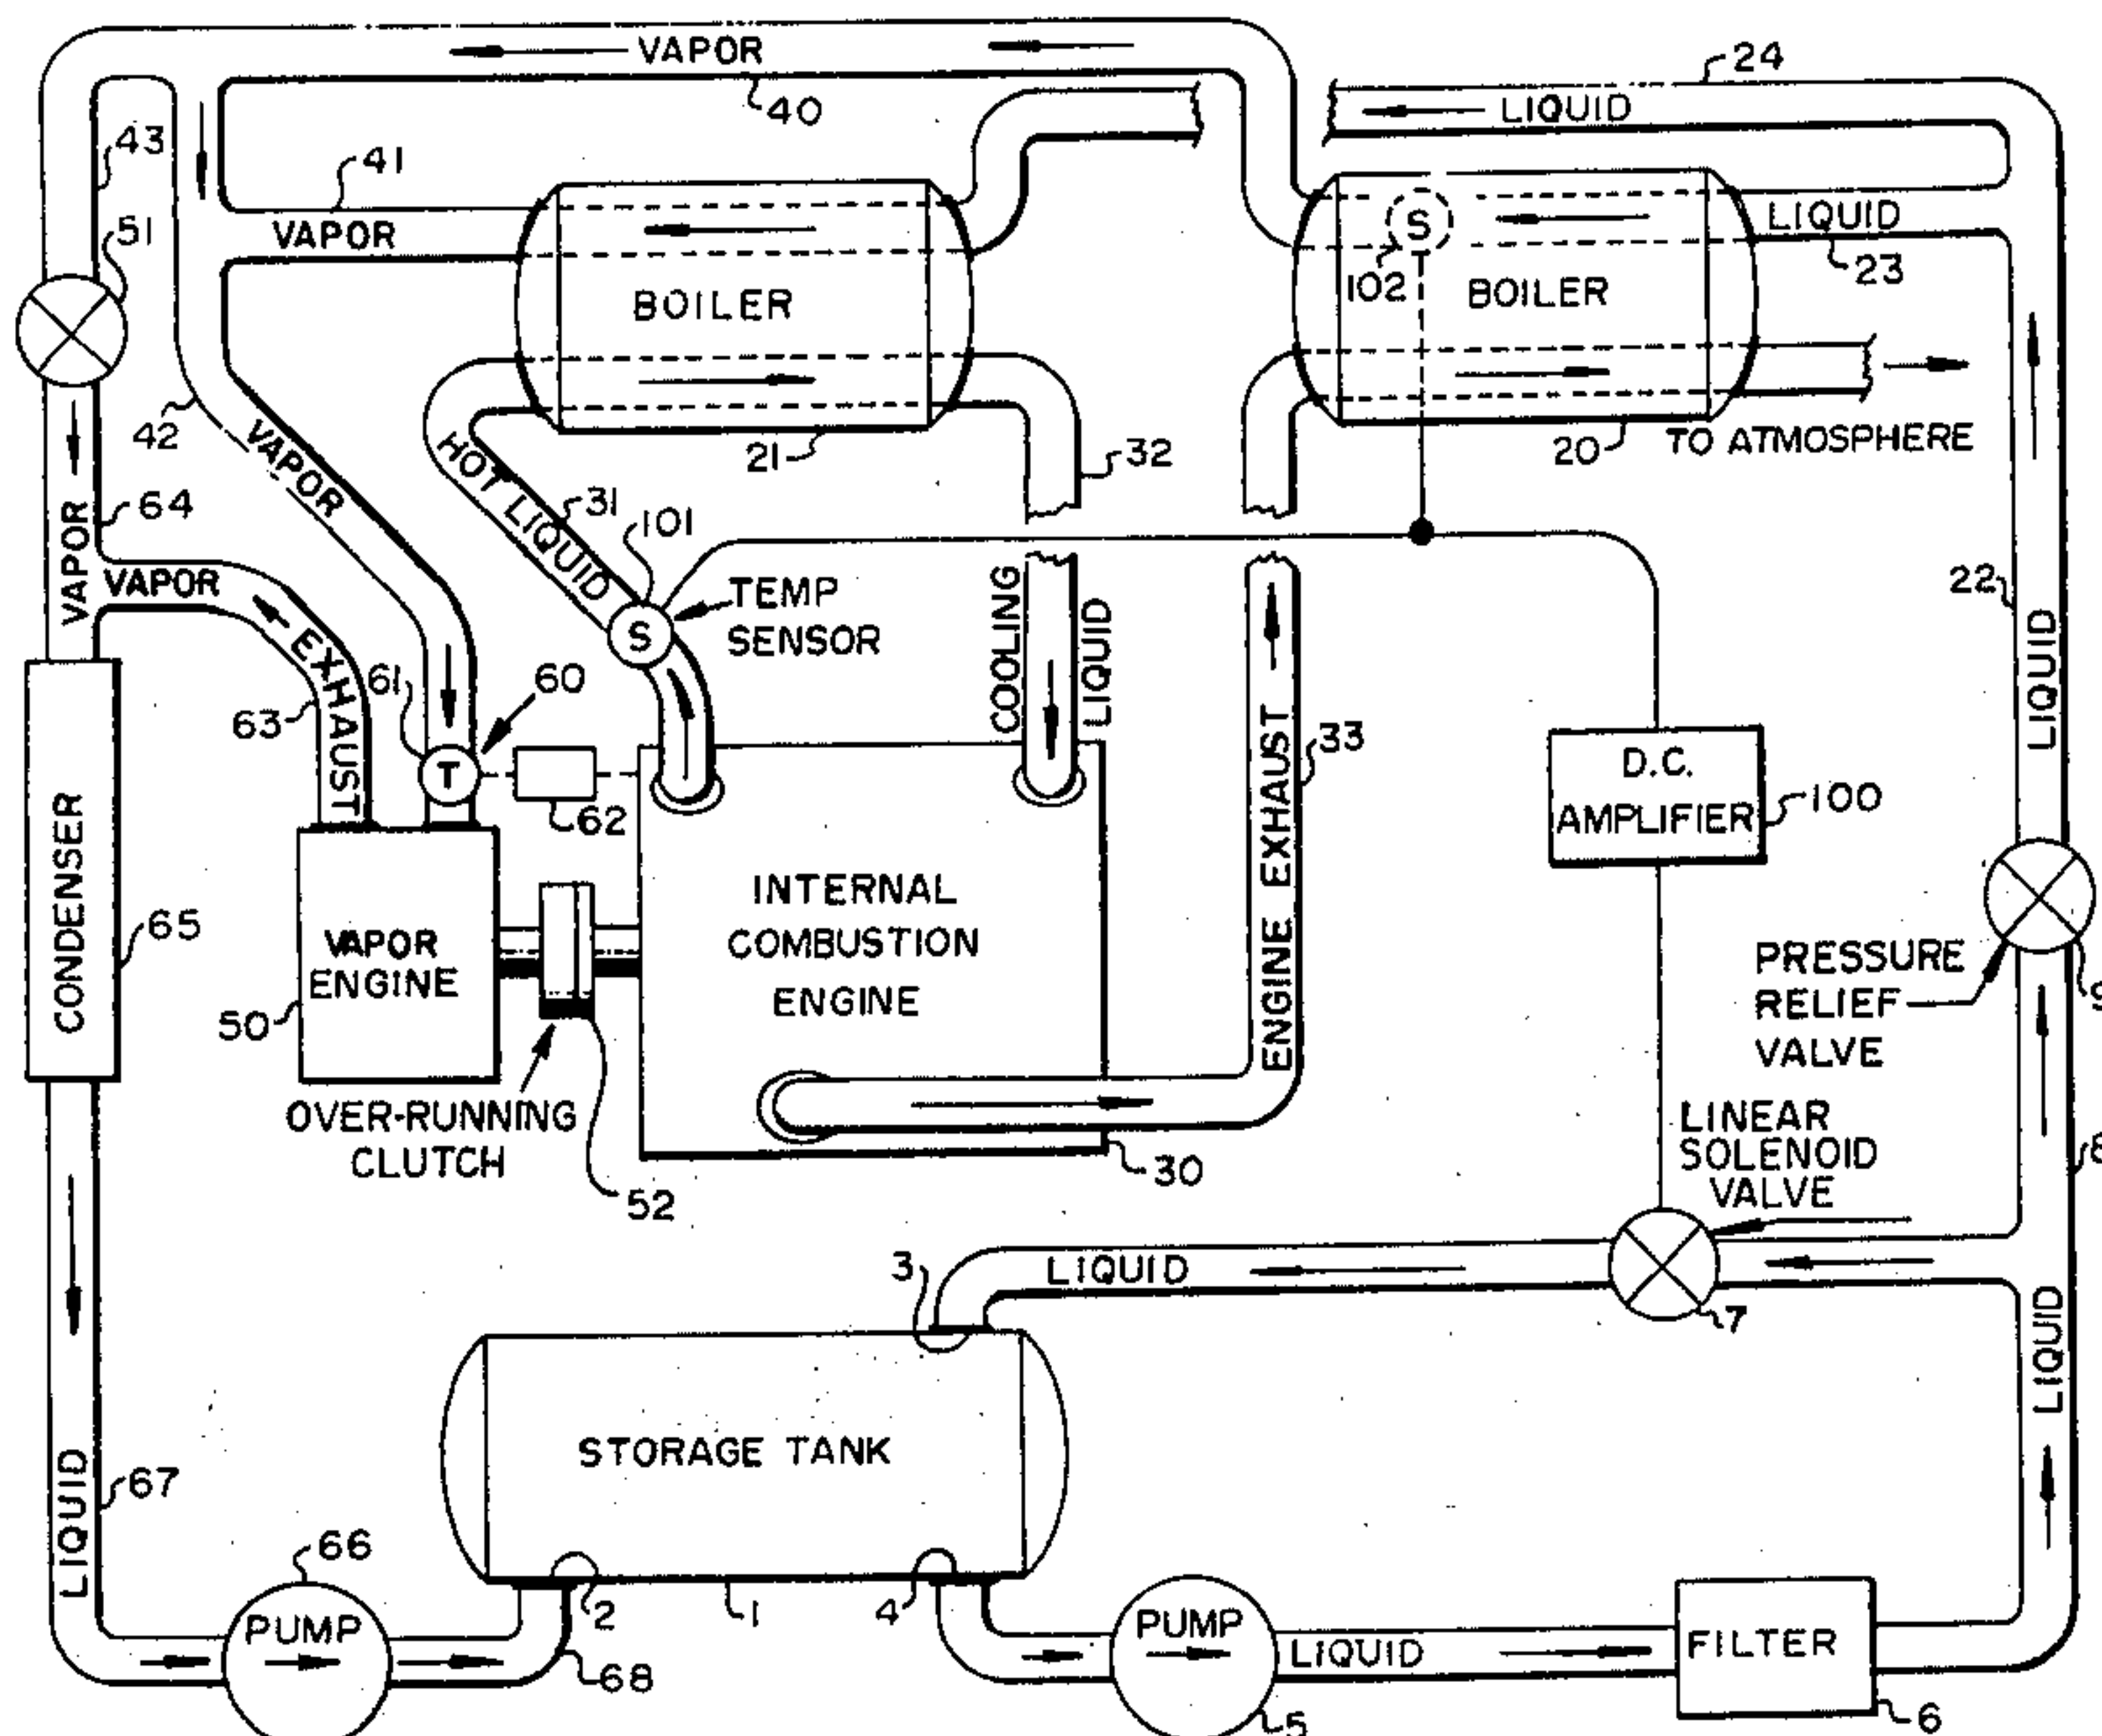 VAPOR
24
40
LIQUID
43
41
VAPOR
LIQUID
23
S
102
51
BOILER
BOILER
42
VAPOR
21
20
TO ATMOSPHERE
32
HOT LIQUID
31
101
64
VAPOR
VAPOR
EXHAUST
63
TEMP
SENSOR
S
COOLING
LIQUID
22
LIQUID
61
60
T
62
33
ENGINE EXHAUST
D.C.
AMPLIFIER
100
CONDENSER
65
VAPOR
ENGINE
50
INTERNAL
COMBUSTION
ENGINE
PRESSURE
RELIEF
VALVE
9
OVER-RUNNING
CLUTCH
52
30
LINEAR
SOLENOID
VALVE
8
3
LIQUID
7
LIQUID
STORAGE TANK
LIQUID
67
66
PUMP
2
1
4
68
PUMP
5
LIQUID
FILTER
6